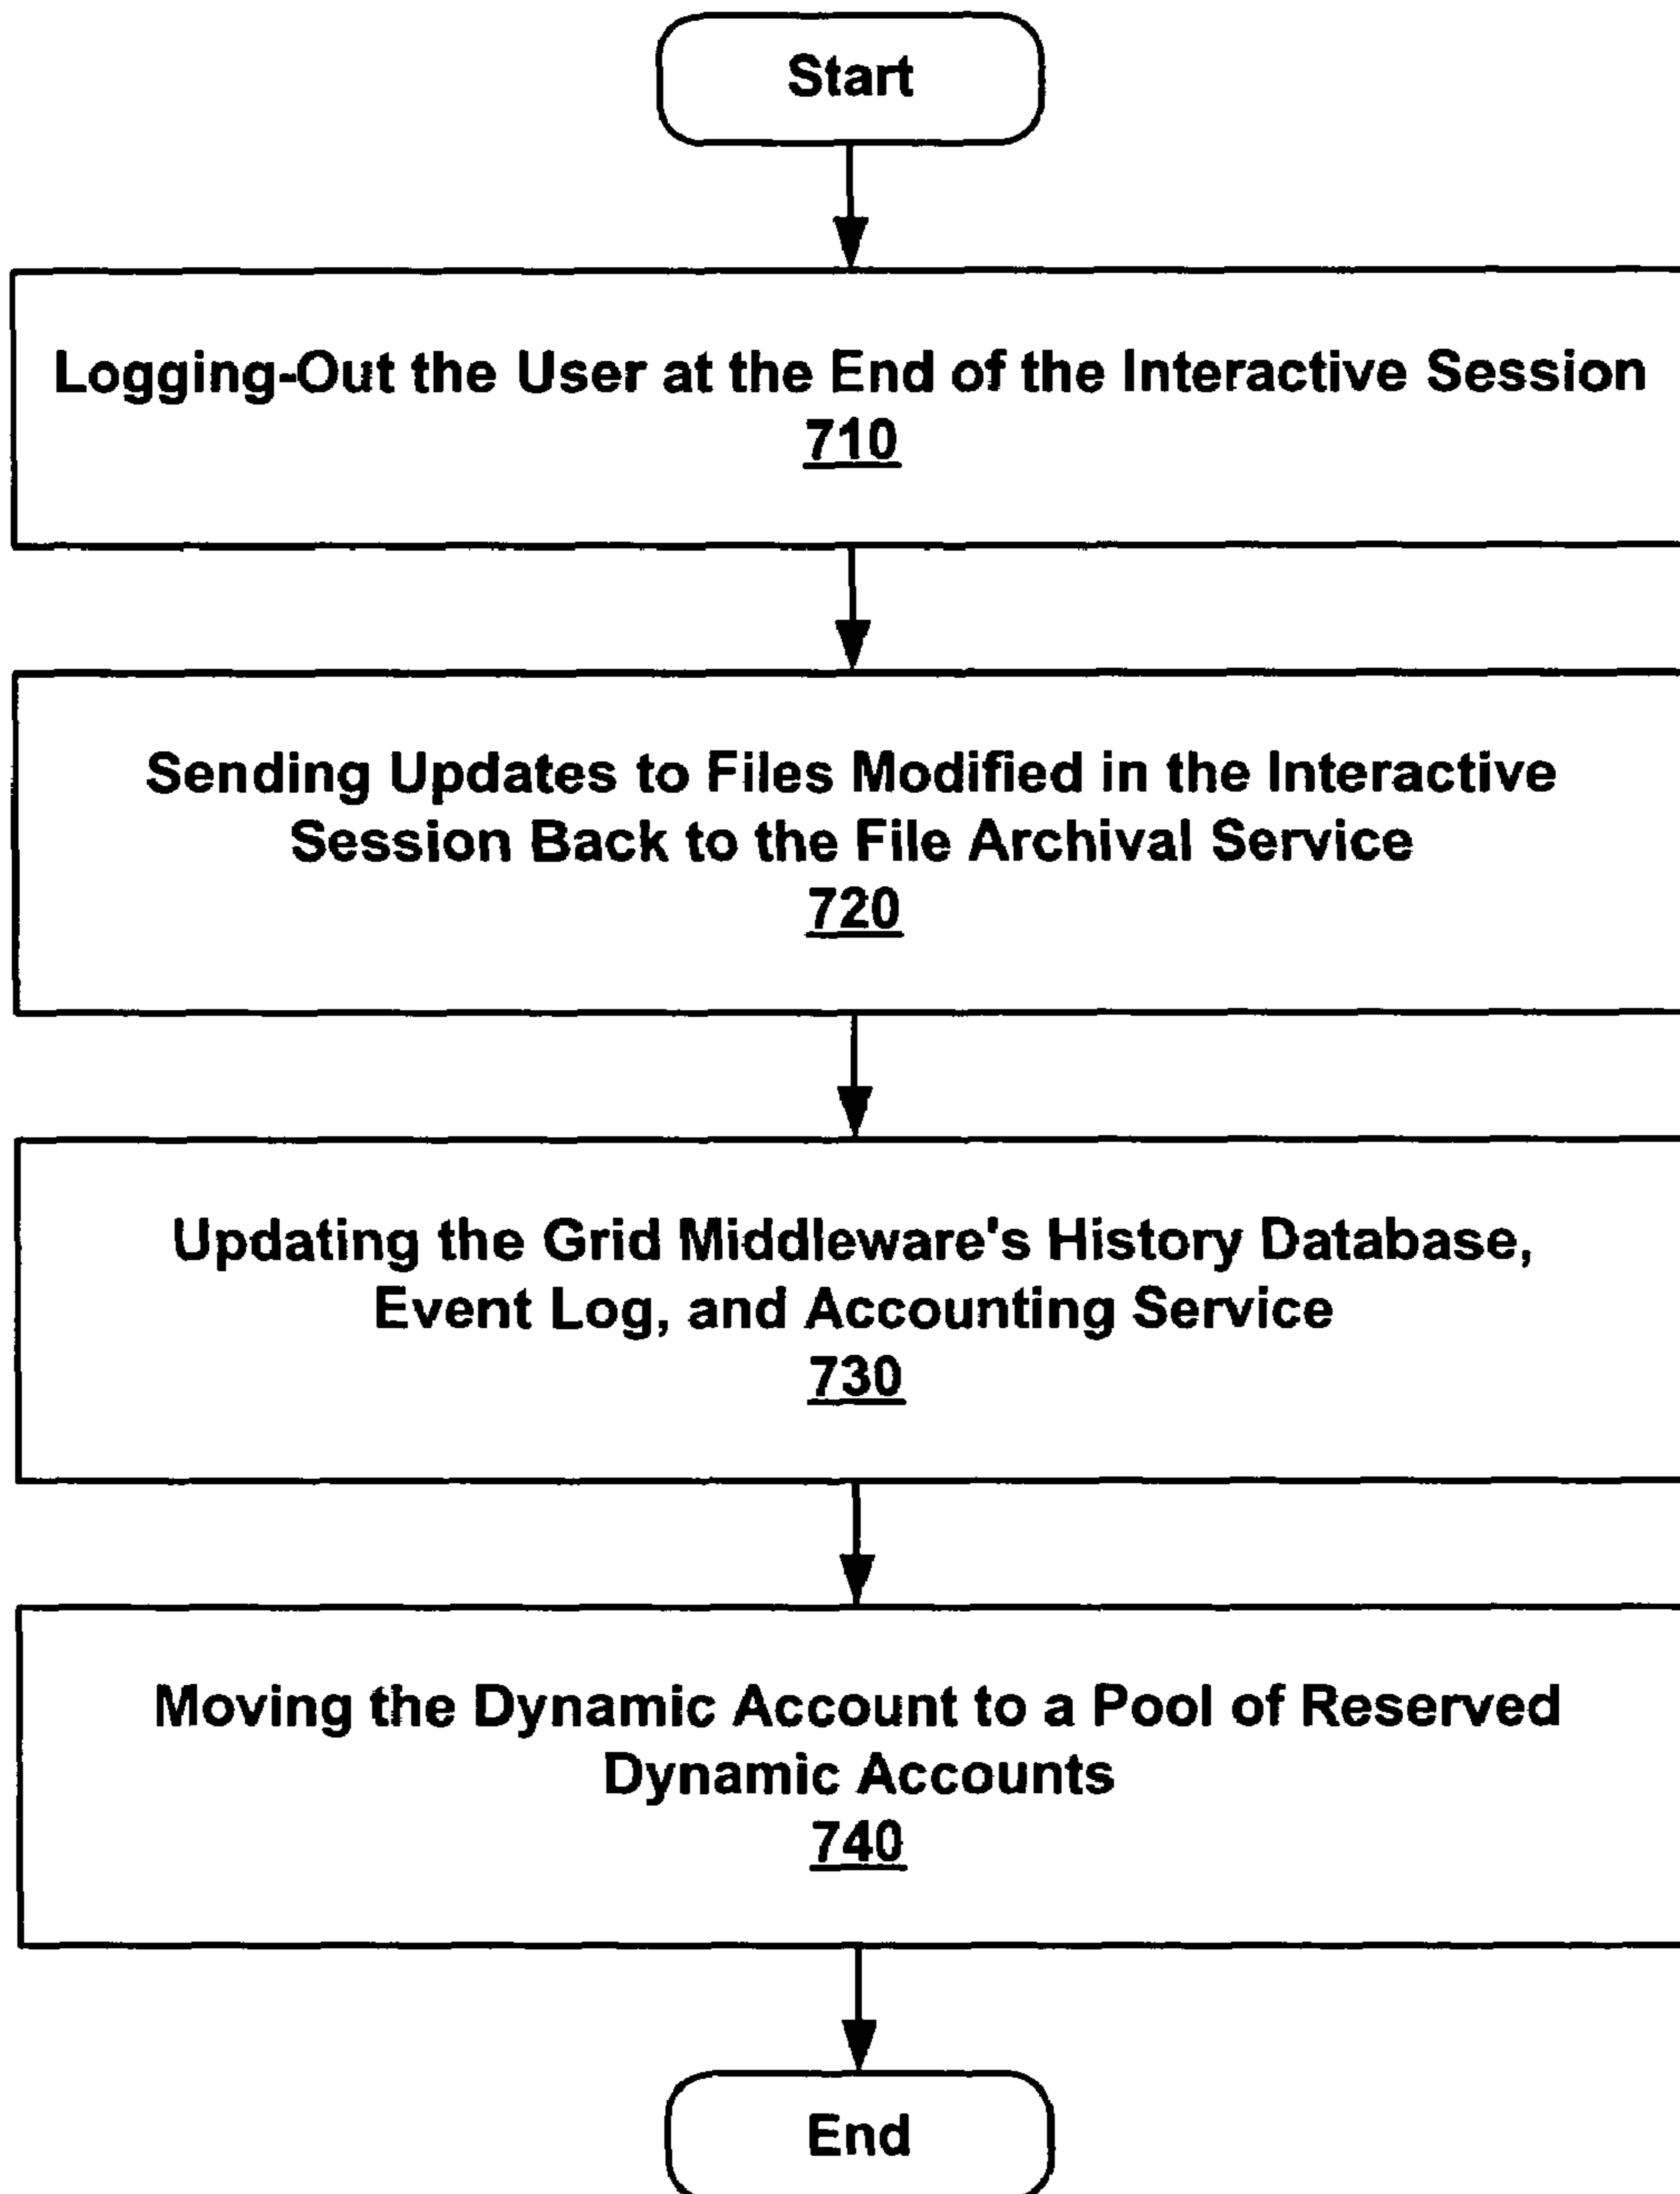 Start
Logging-Out the User at the End of the Interactive Session
710
Sending Updates to Files Modified in the Interactive
Session Back to the File Archival Service
720
Updating the Grid Middleware's History Database,
Event Log, and Accounting Service
730
Moving the Dynamic Account to a Pool of Reserved
Dynamic Accounts
740
End